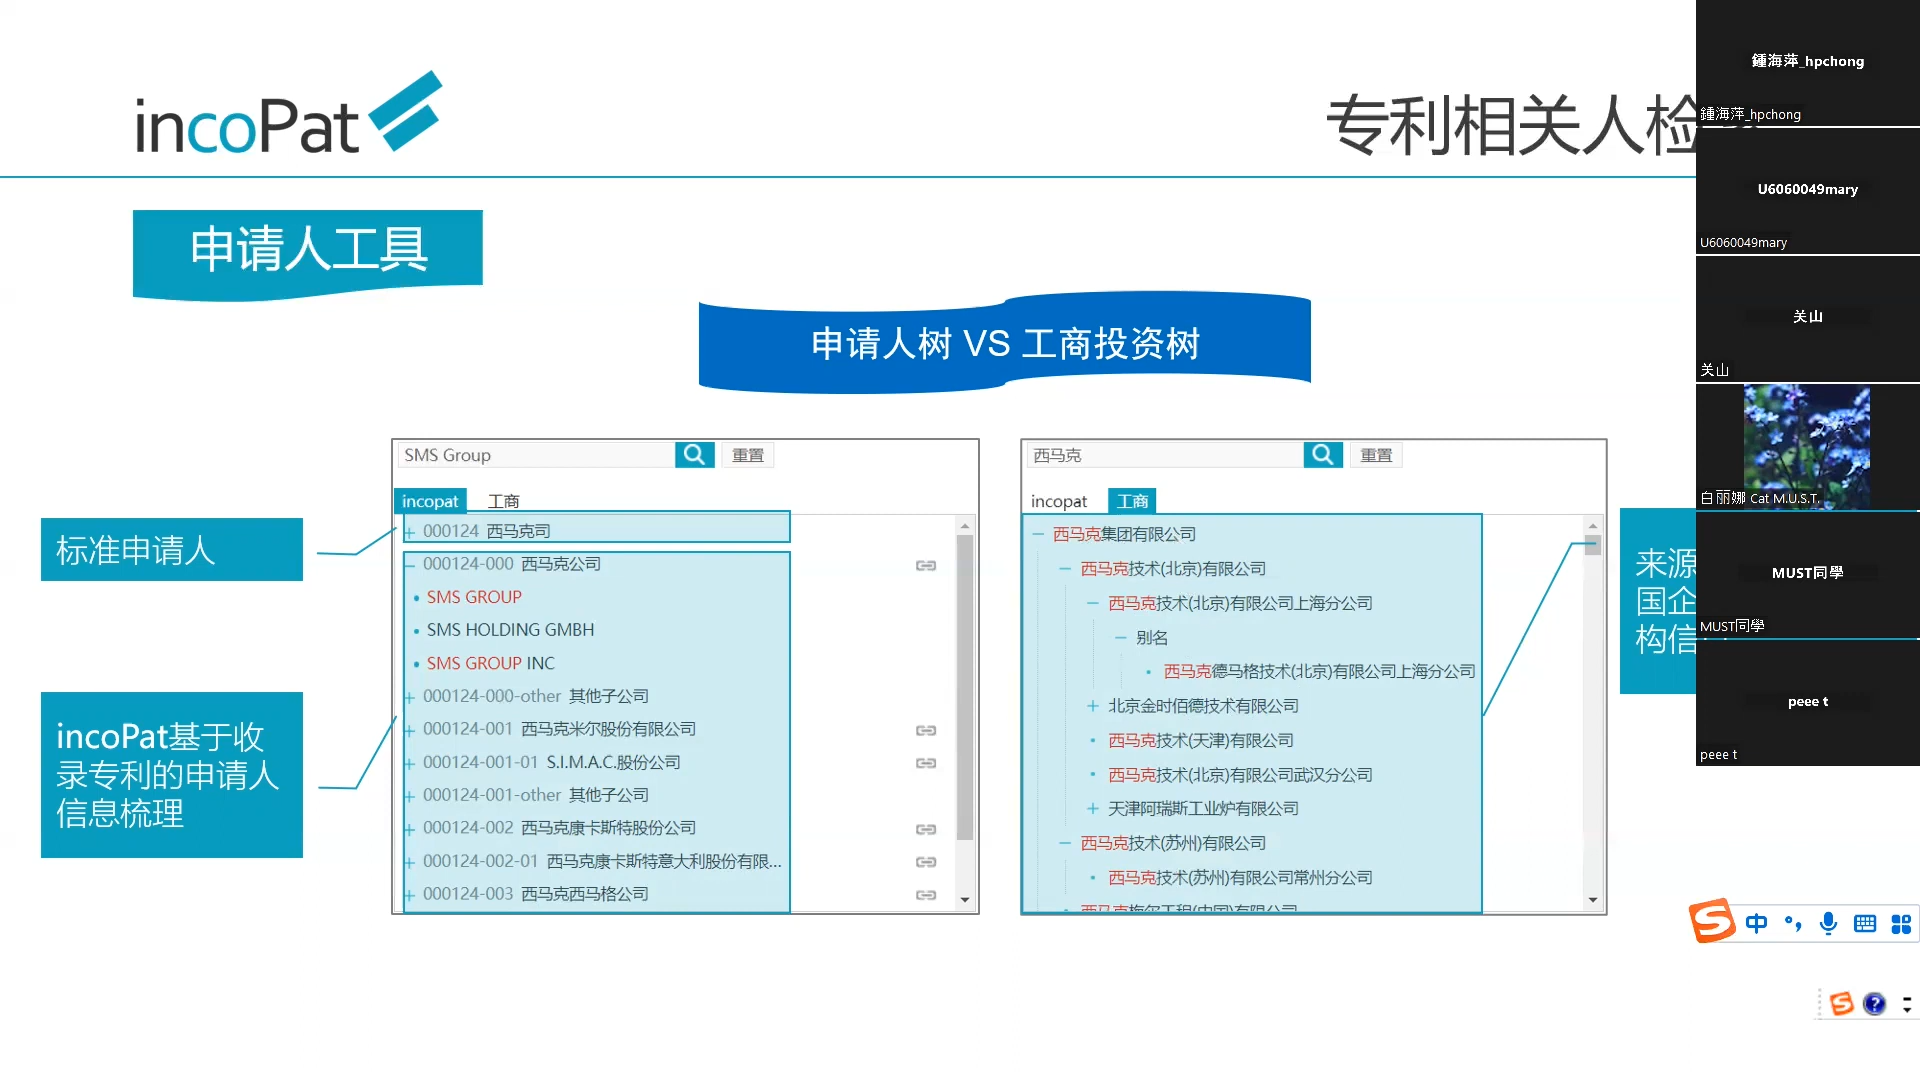 incoPat
专利相关人检
申请人工具
申请人树 VS 工商投资树
标准申请人
incoPat基于收
录专利的申请人
信息梳理
SMS Group
重置
incopat 工商
000124 西马克司
000124-000 西马克公司
SMS GROUP
SMS HOLDING GMBH
SMS GROUP INC
000124-000-other 其他子公司
000124-001 西马克米尔股份有限公司
000124-001-01 S.I.M.A.C.股份公司
000124-001-other 其他子公司
000124-002 西马克康卡斯特股份公司
000124-002-01 西马克康卡斯特意大利股份有限...
000124-003 西马克西马格公司
西马克
重置
incopat 工商
西马克集团有限公司
西马克技术(北京)有限公司
西马克技术(北京)有限公司上海分公司
别名
西马克德马格技术(北京)有限公司上海分公司
北京金时佰德技术有限公司
西马克技术(天津)有限公司
西马克技术(北京)有限公司武汉分公司
天津阿瑞斯工业炉有限公司
西马克技术(苏州)有限公司
西马克技术(苏州)有限公司常州分公司
西马克梅尔工程(中国)有限公司
来源
国企
构信
鍾海萍_hpchong
鍾海萍_hpchong
U6060049mary
U6060049mary
关山
关山
白丽娜 Cat M.U.S.T.
MUST同學
MUST同學
peee t
peee t
中